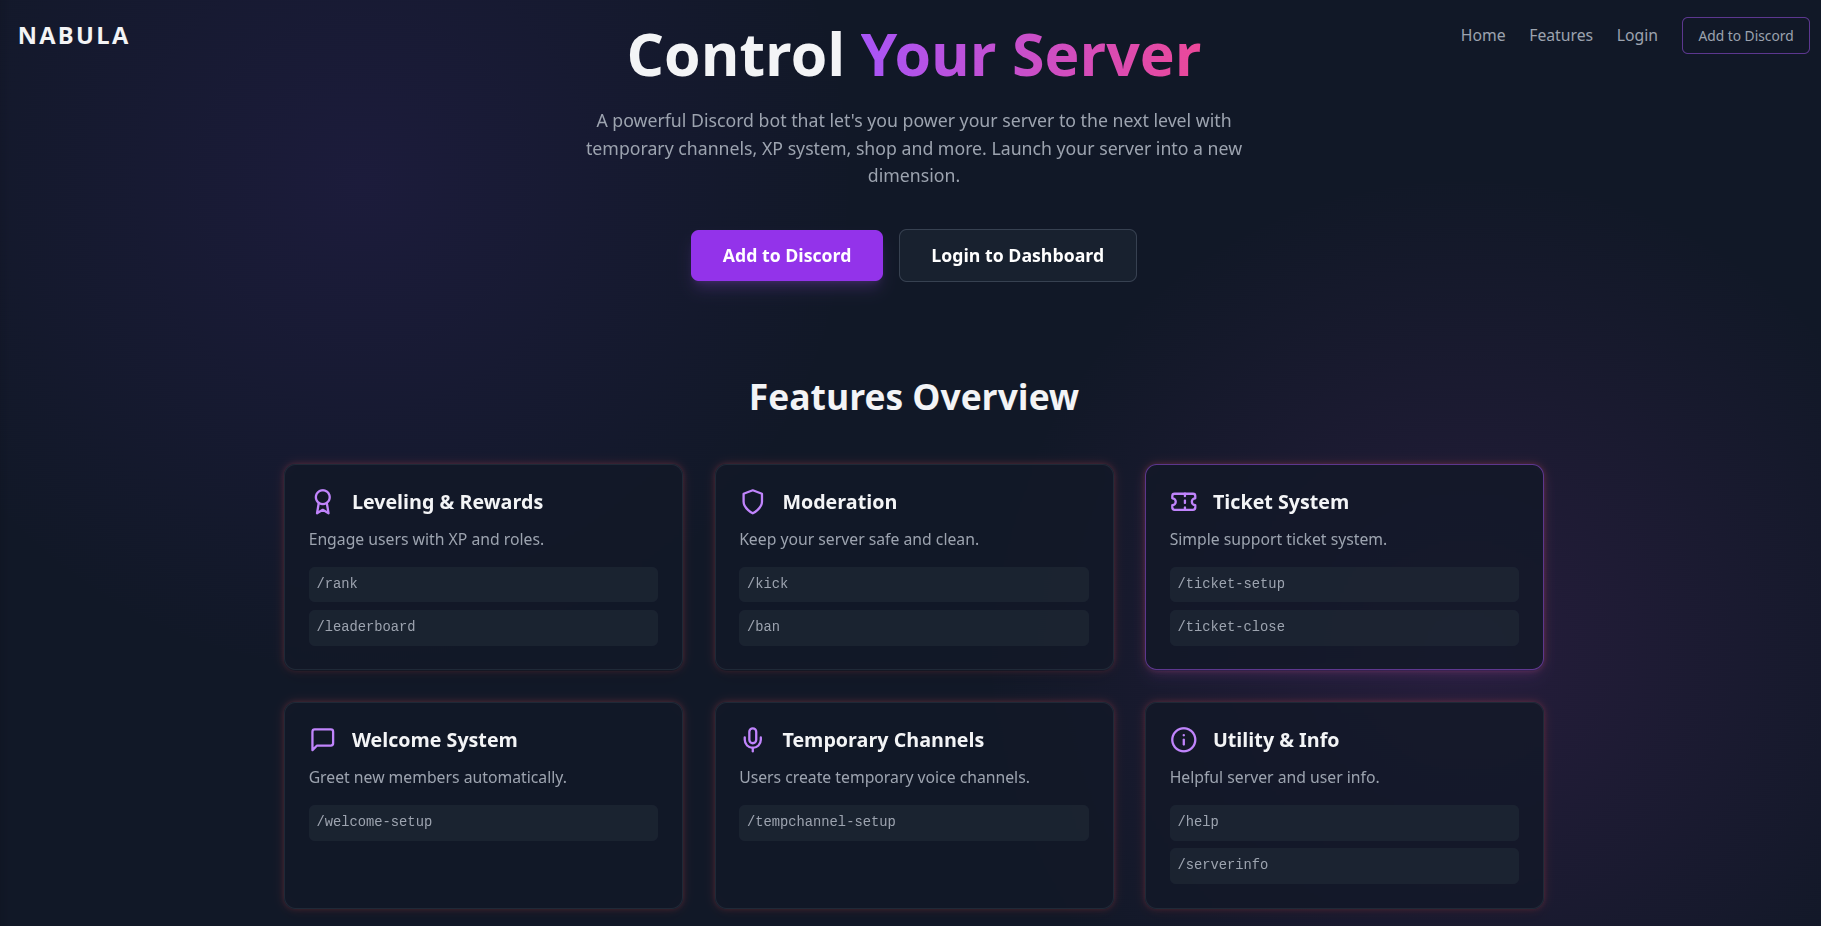 NABULA
Home
Features
Login
Add to Discord
Control Your Server
A powerful Discord bot that let's you power your server to the next level with
temporary channels, XP system, shop and more. Launch your server into a new
dimension.
Add to Discord
Login to Dashboard
Features Overview
Leveling & Rewards
Engage users with XP and roles.
/rank
/leaderboard
Moderation
Keep your server safe and clean.
/kick
/ban
Ticket System
Simple support ticket system.
/ticket-setup
/ticket-close
Welcome System
Greet new members automatically.
/welcome-setup
Temporary Channels
Users create temporary voice channels.
/tempchannel-setup
Utility & Info
Helpful server and user info.
/help
/serverinfo